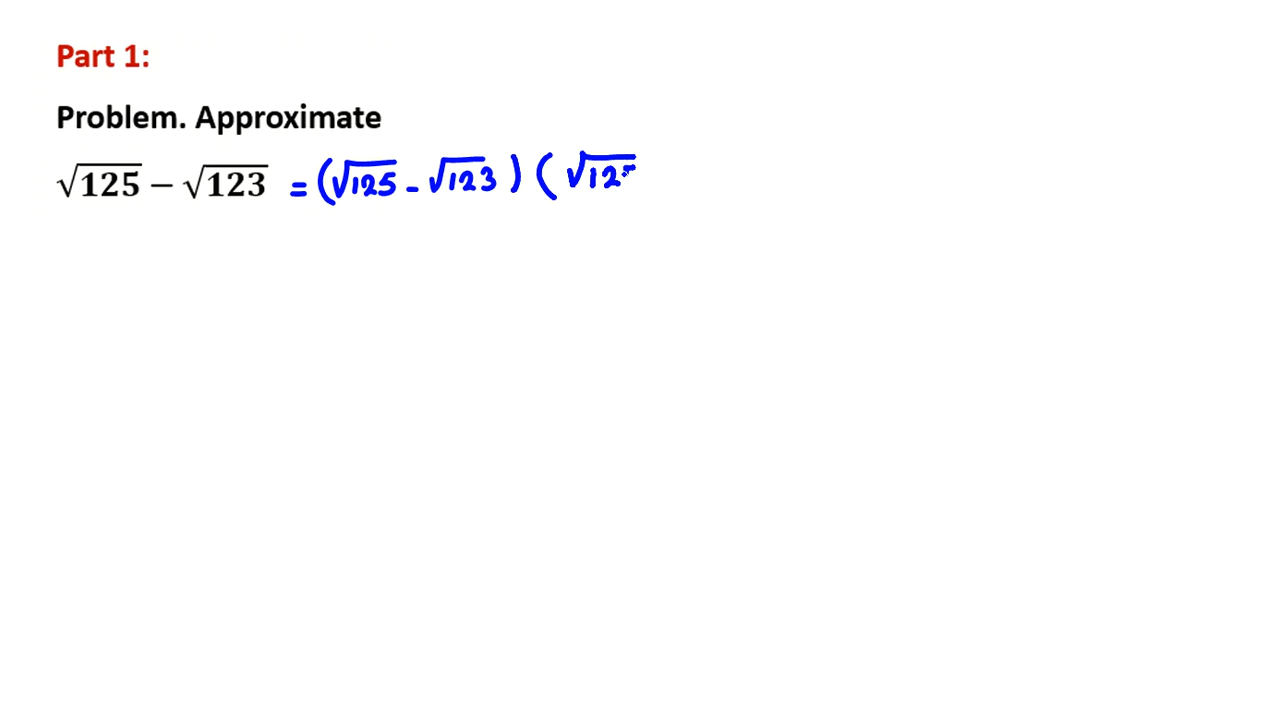 Part 1:
Problem. Approximate
√125 − √123 = (√125 - √123) (√12